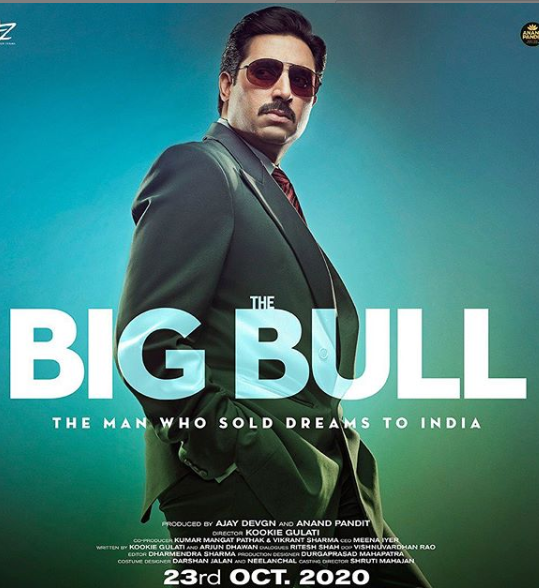 ANAND PANDIT
THE
BIG BULL
THE MAN WHO SOLD DREAMS TO INDIA
PRODUCED BY AJAY DEVGN AND ANAND PANDIT
DIRECTOR KOOKIE GULATI
CO-PRODUCER KUMAR MANGAT PATHAK & VIKRANT SHARMA CEO MEENA IYER
WRITTEN BY KOOKIE GULATI AND ARJUN DHAWAN DIALOGUES RITESH SHAH DOP VISHNUVARDHAN RAO
EDITOR DHARMENDRA SHARMA PRODUCTION DESIGNER DURGAPRASAD MAHAPATRA
COSTUME DESIGNER DARSHAN JALAN AND NEELANCHAL CASTING DIRECTOR SHRUTI MAHAJAN
23rd OCT. 2020